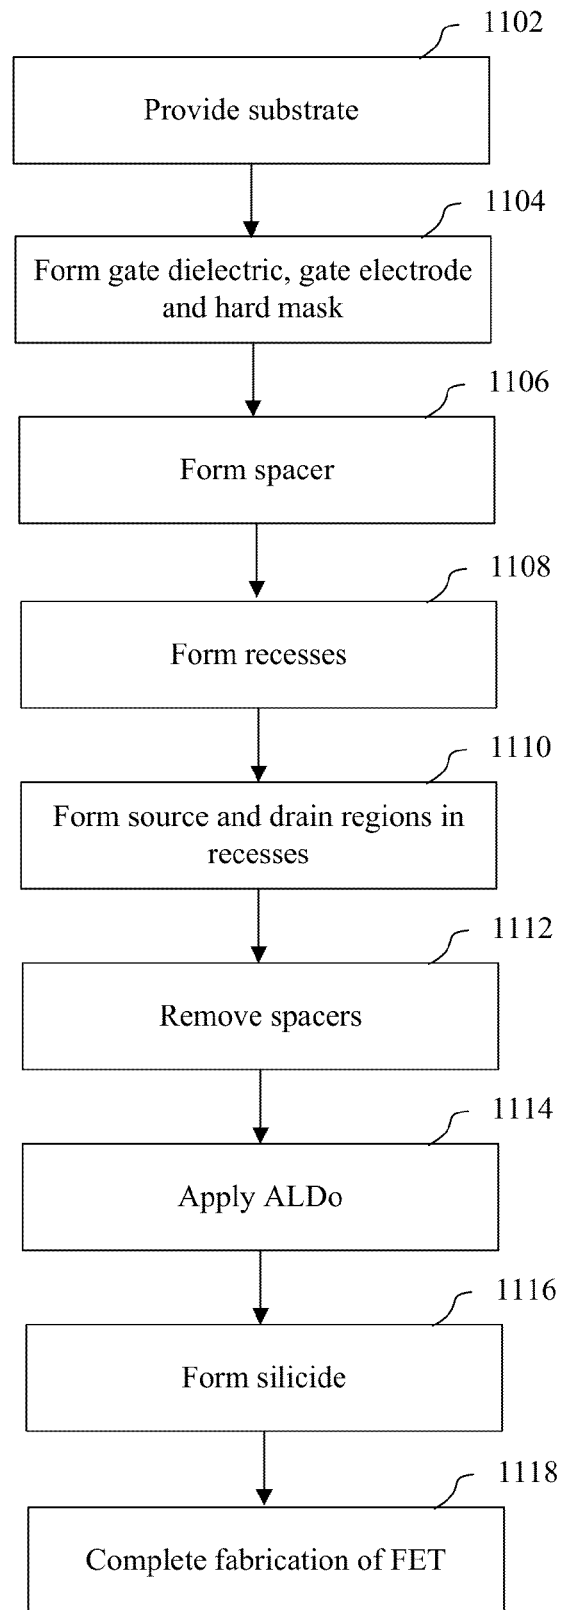 1102
Provide substrate
1104
Form gate dielectric, gate electrode
and hard mask
1106
Form spacer
1108
Form recesses
1110
Form source and drain regions in
recesses
1112
Remove spacers
1114
Apply ALDo
1116
Form silicide
1118
Complete fabrication of FET